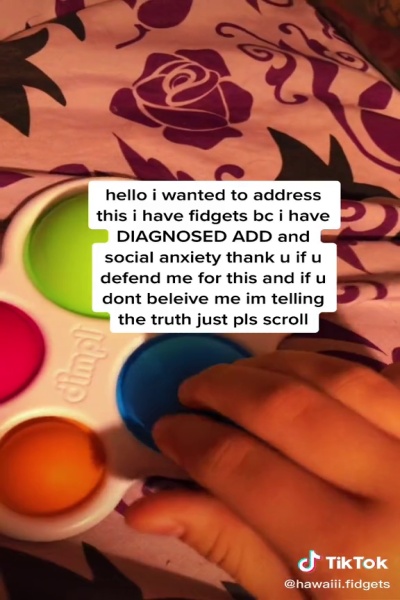 hello i wanted to address
this i have fidgets bc i have
DIAGNOSED ADD and
social anxiety thank u if u
defend me for this and if u
dont beleive me im telling
the truth just pls scroll
dimpl
TikTok
@hawaiii.fidgets